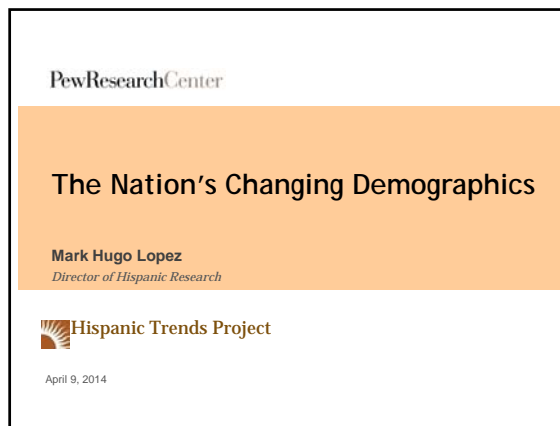 PewResearchCenter
The Nation's Changing Demographics
Mark Hugo Lopez
Director of Hispanic Research
Hispanic Trends Project
April 9, 2014